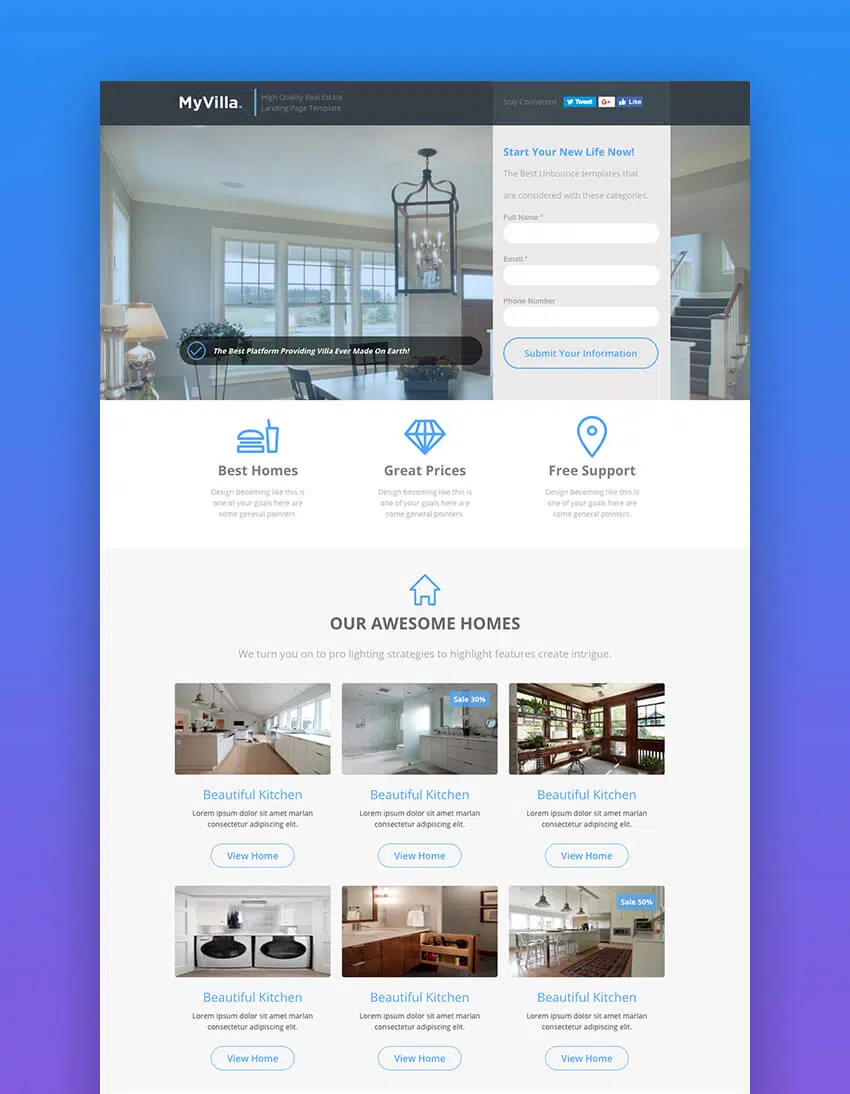 MyVilla.
High Quality Real Estate
Landing Page Template
Stay Connected
Tweet
G+
Like
Start Your New Life Now!
The Best Unbounce templates that
are considered with these categories.
Full Name *
Email *
Phone Number
Submit Your Information
The Best Platform Providing Villa Ever Made On Earth!
Best Homes
Great Prices
Free Support
Design becoming like this is
one of your goals here are
some general pointers.
Design becoming like this is
one of your goals here are
some general pointers.
Design becoming like this is
one of your goals here are
some general pointers.
OUR AWESOME HOMES
We turn you on to pro lighting strategies to highlight features create intrigue.
Sale 30%
Beautiful Kitchen
Lorem ipsum dolor sit amet marlan
consectetur adipiscing elit.
View Home
Beautiful Kitchen
Lorem ipsum dolor sit amet marlan
consectetur adipiscing elit.
View Home
Beautiful Kitchen
Lorem ipsum dolor sit amet marlan
consectetur adipiscing elit.
View Home
Sale 50%
Beautiful Kitchen
Lorem ipsum dolor sit amet marlan
consectetur adipiscing elit.
View Home
Beautiful Kitchen
Lorem ipsum dolor sit amet marlan
consectetur adipiscing elit.
View Home
Beautiful Kitchen
Lorem ipsum dolor sit amet marlan
consectetur adipiscing elit.
View Home